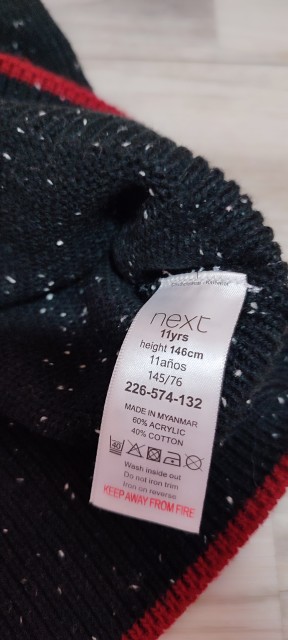 next
11yrs
height 146cm
11años
145/76
226-574-132
MADE IN MYANMAR
60% ACRYLIC
40% COTTON
40
Wash inside out
Do not iron trim
Iron on reverse
KEEP AWAY FROM FIRE